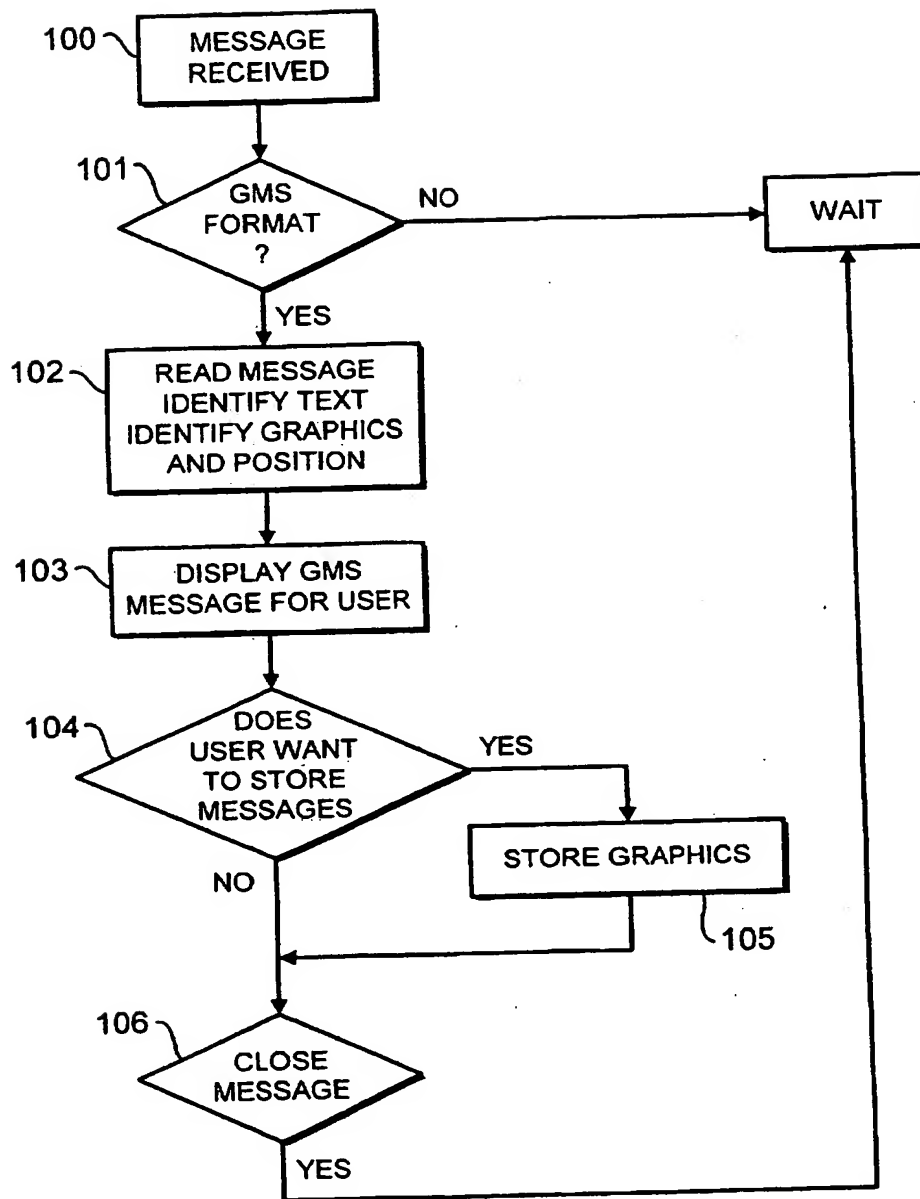 100
MESSAGE
RECEIVED
101
GMS
FORMAT
?
NO
WAIT
YES
102
READ MESSAGE
IDENTIFY TEXT
IDENTIFY GRAPHICS
AND POSITION
103
DISPLAY GMS
MESSAGE FOR USER
104
DOES
USER WANT
TO STORE
MESSAGES
YES
STORE GRAPHICS
105
NO
106
CLOSE
MESSAGE
YES